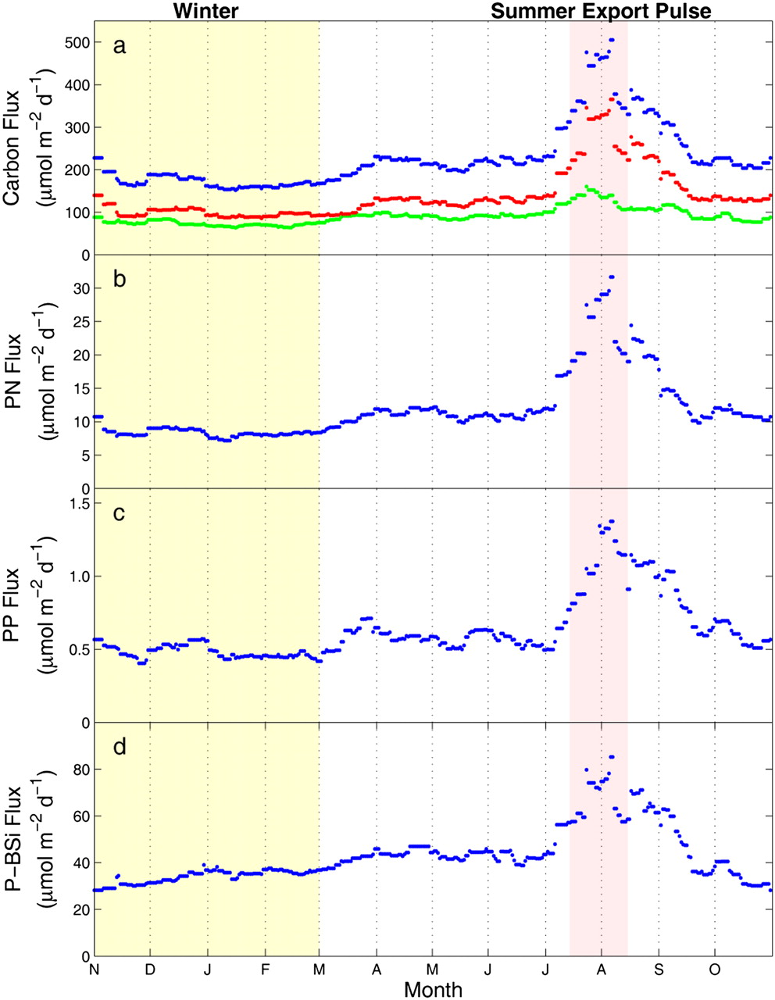 Winter Summer Export Pulse
a
500
400
300
200
100
0
Carbon Flux
(μmol m−2 d−1)
b
30
25
20
15
10
5
0
PN Flux
(μmol m−2 d−1)
c
1.5
1.0
0.5
0
PP Flux
(μmol m−2 d−1)
d
80
60
40
20
0
P−BSi Flux
(μmol m−2 d−1)
N D J F M A M J J A S O
Month